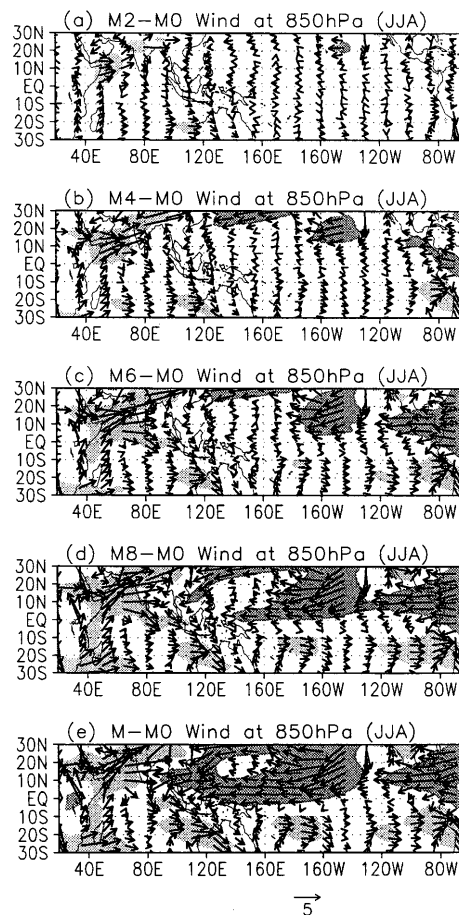 (a) M2-M0 Wind at 850hPa (JJA)
30N
20N
10N
EQ
10S
20S
30S
40E 80E 120E 160E 160W 120W 80W
(b) M4-M0 Wind at 850hPa (JJA)
30N
20N
10N
EQ
10S
20S
30S
40E 80E 120E 160E 160W 120W 80W
(c) M6-M0 Wind at 850hPa (JJA)
30N
20N
10N
EQ
10S
20S
30S
40E 80E 120E 160E 160W 120W 80W
(d) M8-M0 Wind at 850hPa (JJA)
30N
20N
10N
EQ
10S
20S
30S
40E 80E 120E 160E 160W 120W 80W
(e) M-M0 Wind at 850hPa (JJA)
30N
20N
10N
EQ
10S
20S
30S
40E 80E 120E 160E 160W 120W 80W
5